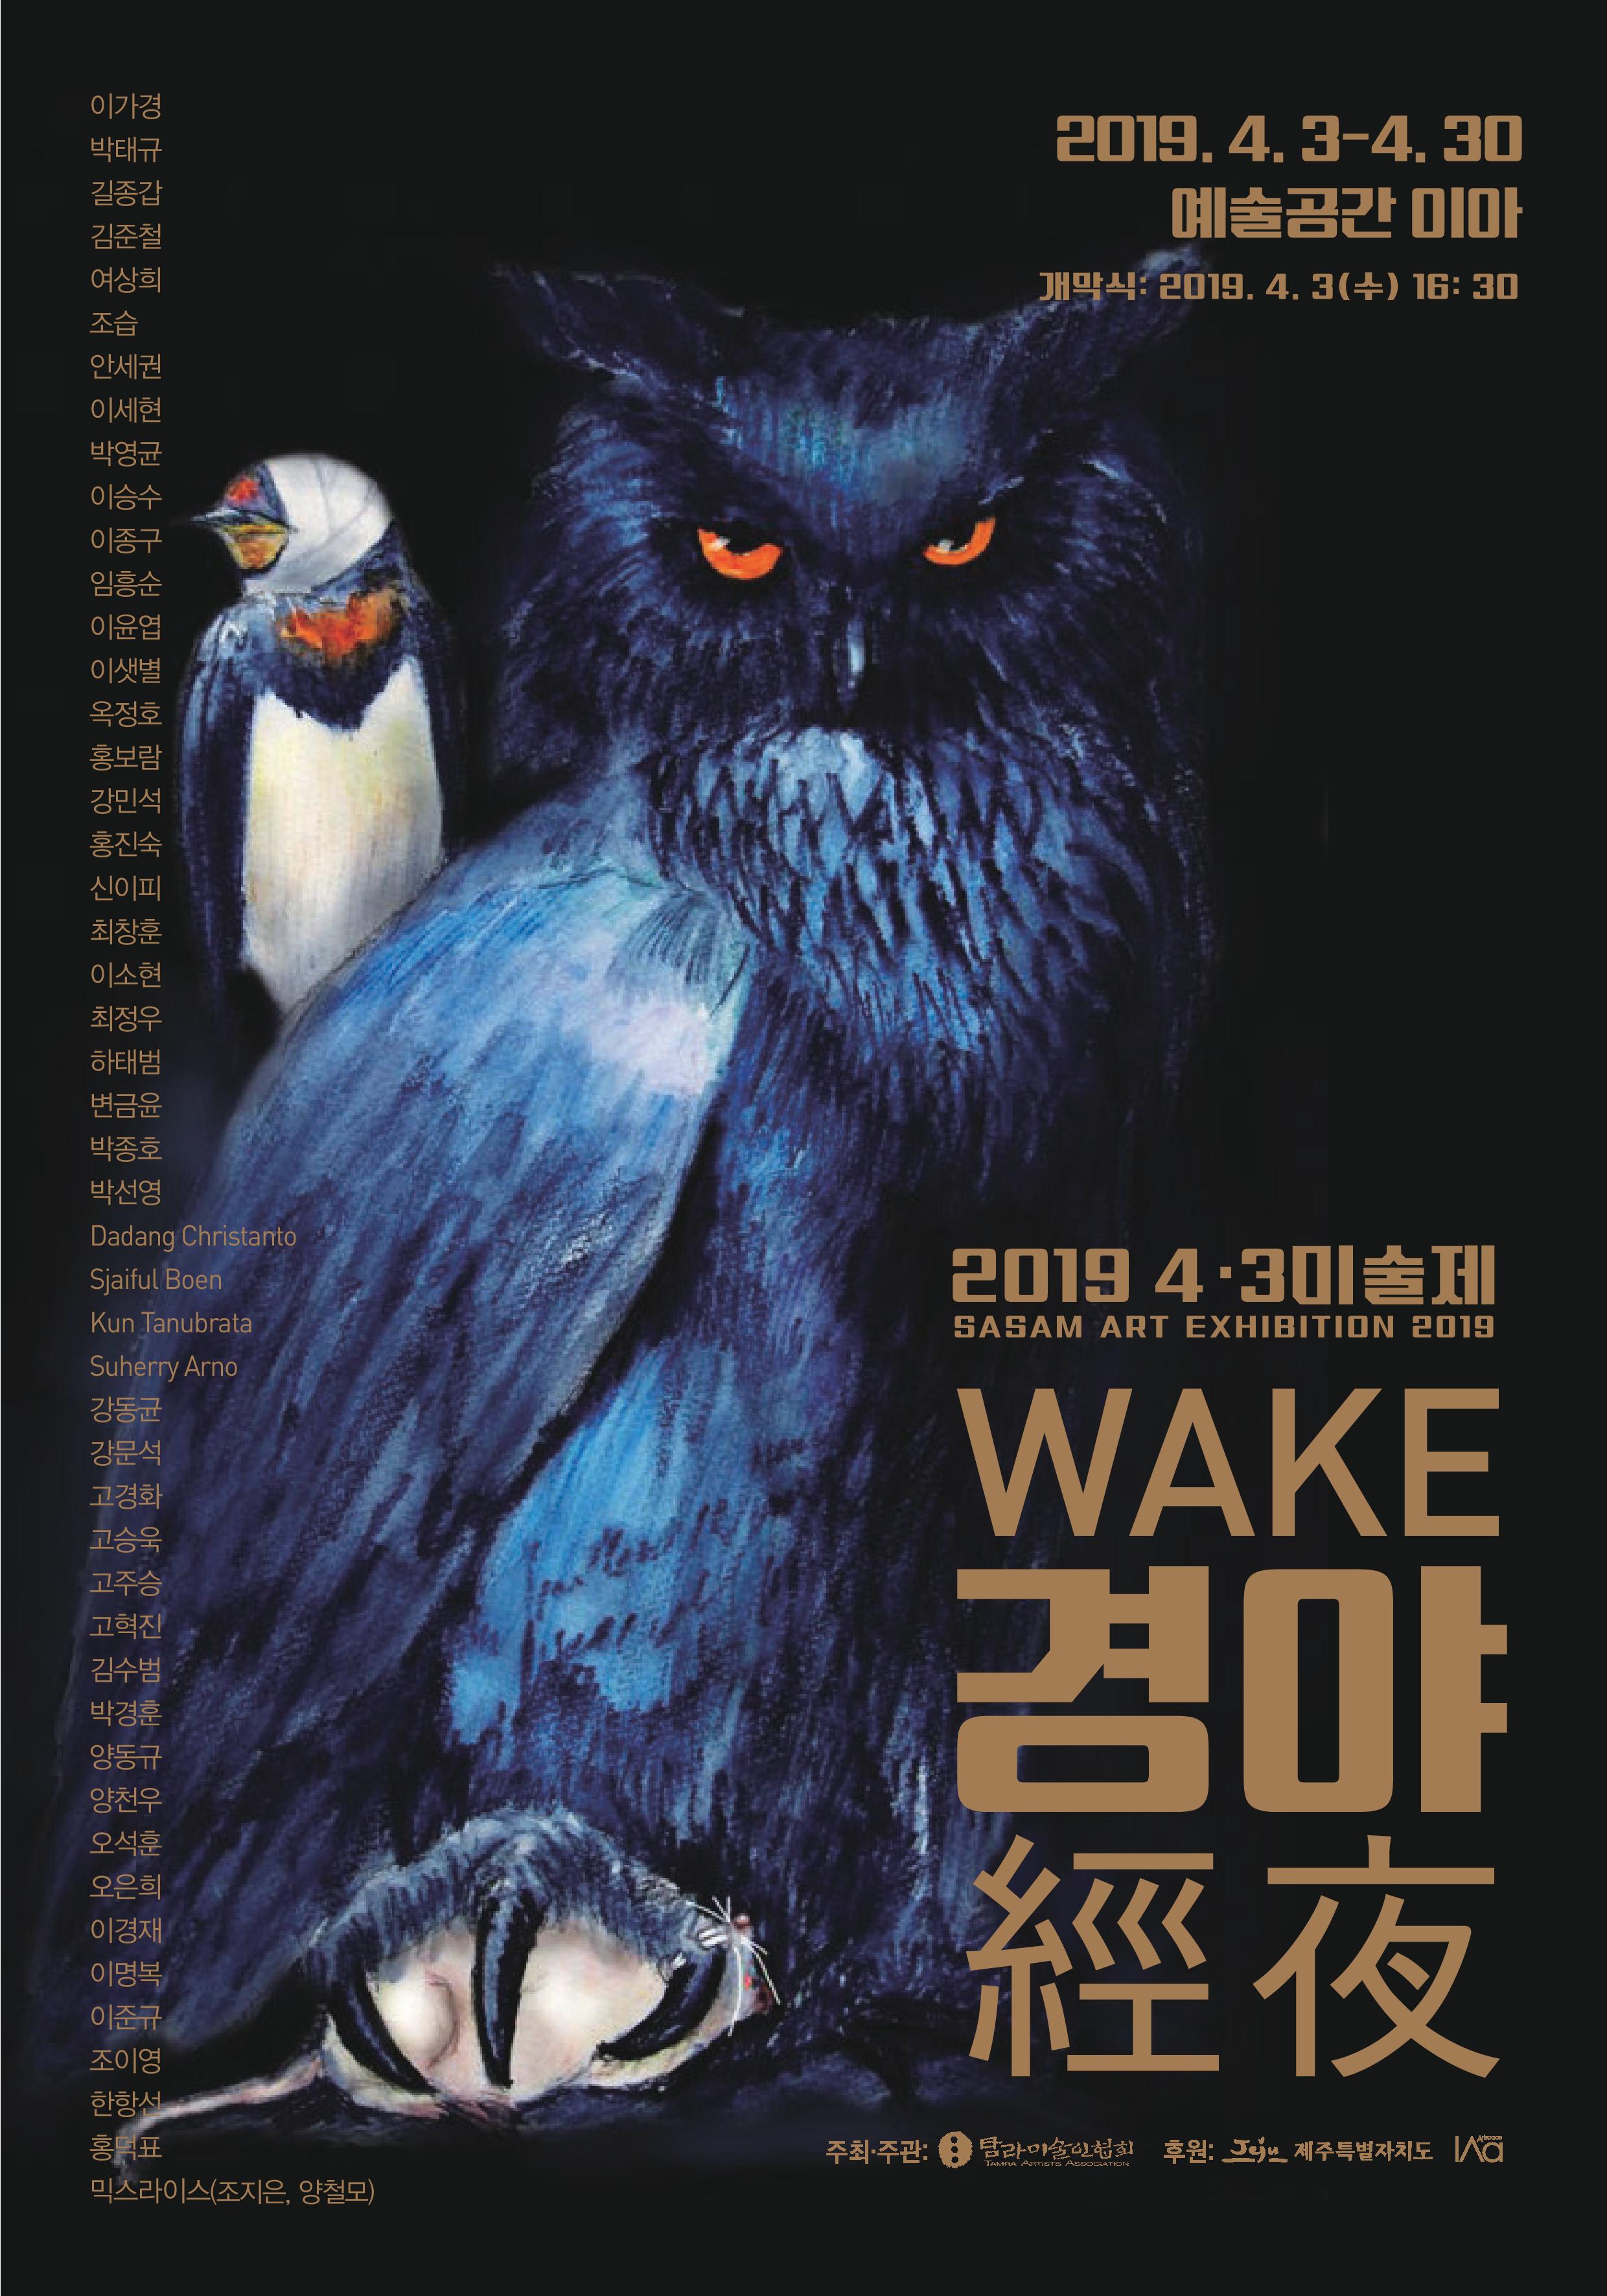 이가경
박태규
길종갑
김준철
여상희
조습
안세권
이세현
박영균
이승수
이종구
임흥순
이윤엽
이샛별
옥정호
홍보람
강민석
홍진숙
신이피
최창훈
이소현
최정우
하태범
변금윤
박종호
박선영
Dadang Christanto
Sjaiful Boen
Kun Tanubrata
Suherry Arno
강동균
강문석
고경화
고승욱
고주승
고혁진
김수범
박경훈
양동규
양천우
오석훈
오은희
이경재
이명복
이준규
조이영
한항선
홍덕표
믹스라이스(조지은, 양철모)
2019. 4. 3-4. 30
예술공간 이아
개막식: 2019. 4. 3(수) 16: 30
2019 4·3미술제
SASAM ART EXHIBITION 2019
WAKE
경야
經夜
주최·주관: 탐라미술인협회 TAMRA ARTISTS ASSOCIATION 후원: Jeju 제주특별자치도 Artspace IAa